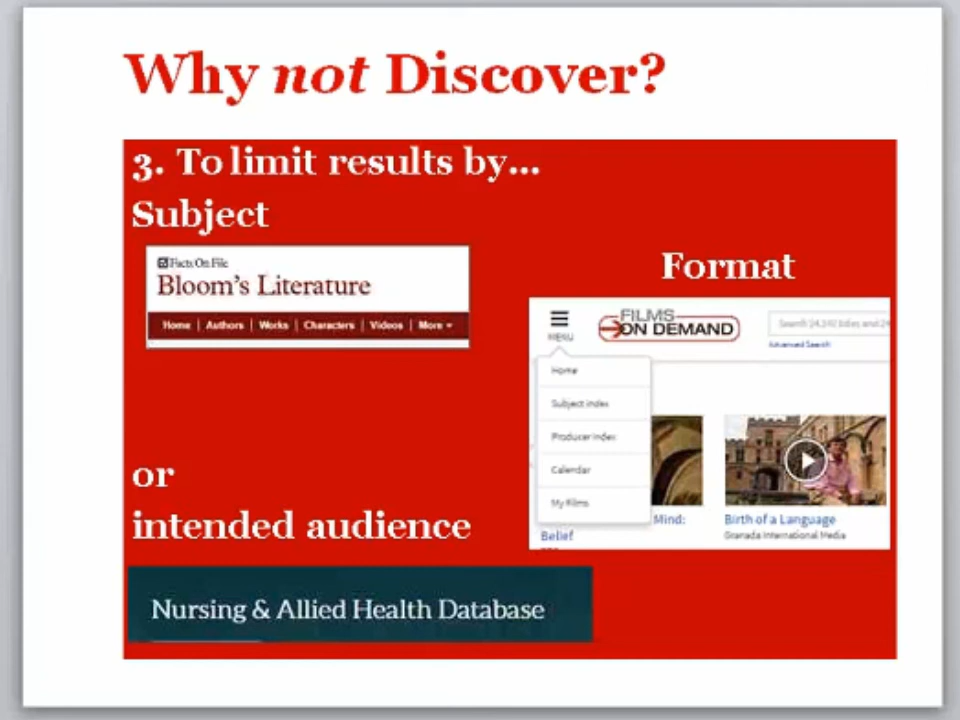 Why not Discover?
3. To limit results by...
Subject
Facts On File
Bloom's Literature
Home | Authors | Works | Characters | Videos | More
Format
MENU
FILMS
ON DEMAND
Advanced Search
Home
Subject Index
Producer Index
Calendar
My Films
Mind:
Belief
Birth of a Language
Granada International Media
or
intended audience
Nursing & Allied Health Database